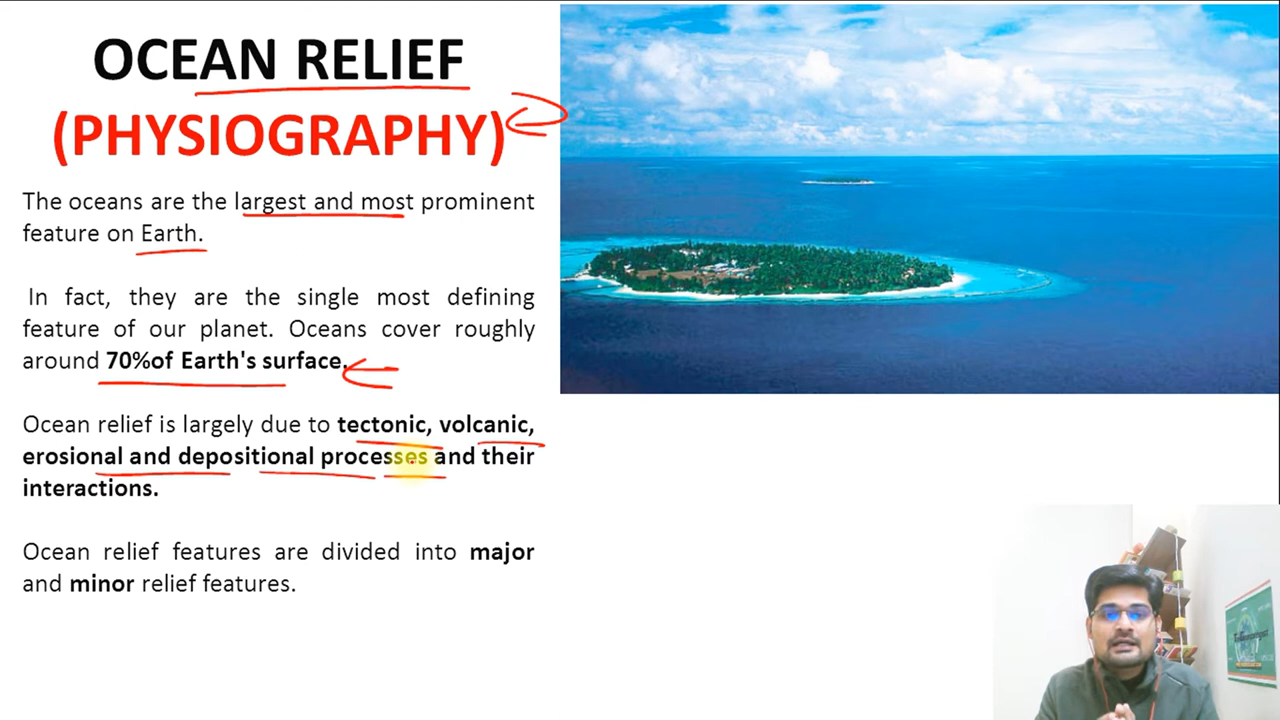 OCEAN RELIEF
(PHYSIOGRAPHY)
The oceans are the largest and most prominent
feature on Earth.
In fact, they are the single most defining
feature of our planet. Oceans cover roughly
around 70%of Earth's surface.
Ocean relief is largely due to tectonic, volcanic,
erosional and depositional processes and their
interactions.
Ocean relief features are divided into major
and minor relief features.